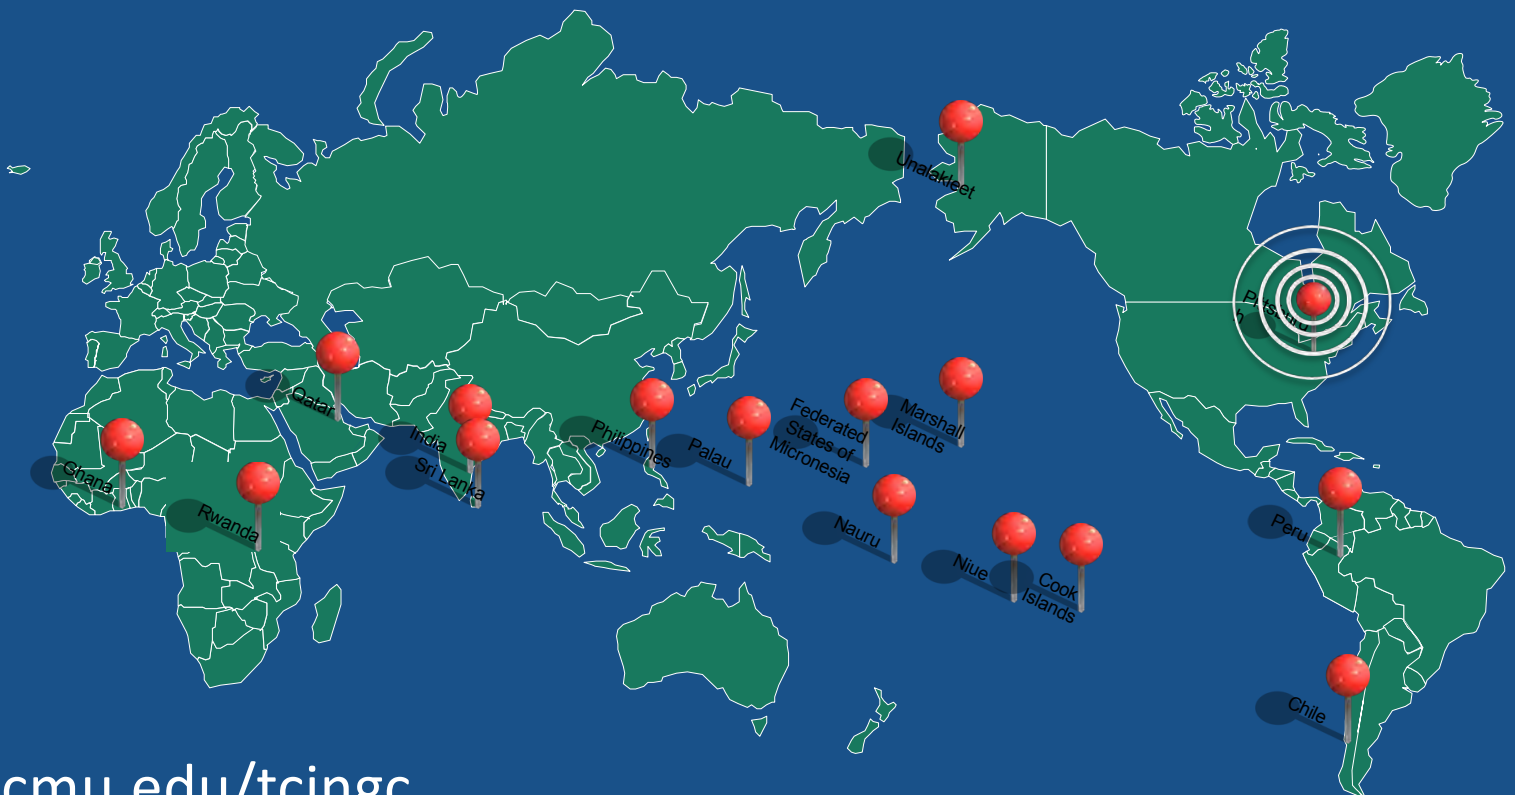 Unalakleet
Pittsburg
h
Qatar
India
Sri Lanka
Ghana
Rwanda
Philippines
Palau
Federated
States of
Micronesia
Marshall
Islands
Nauru
Niue
Cook
Islands
Peru
Chile
cmu.edu/tcingc